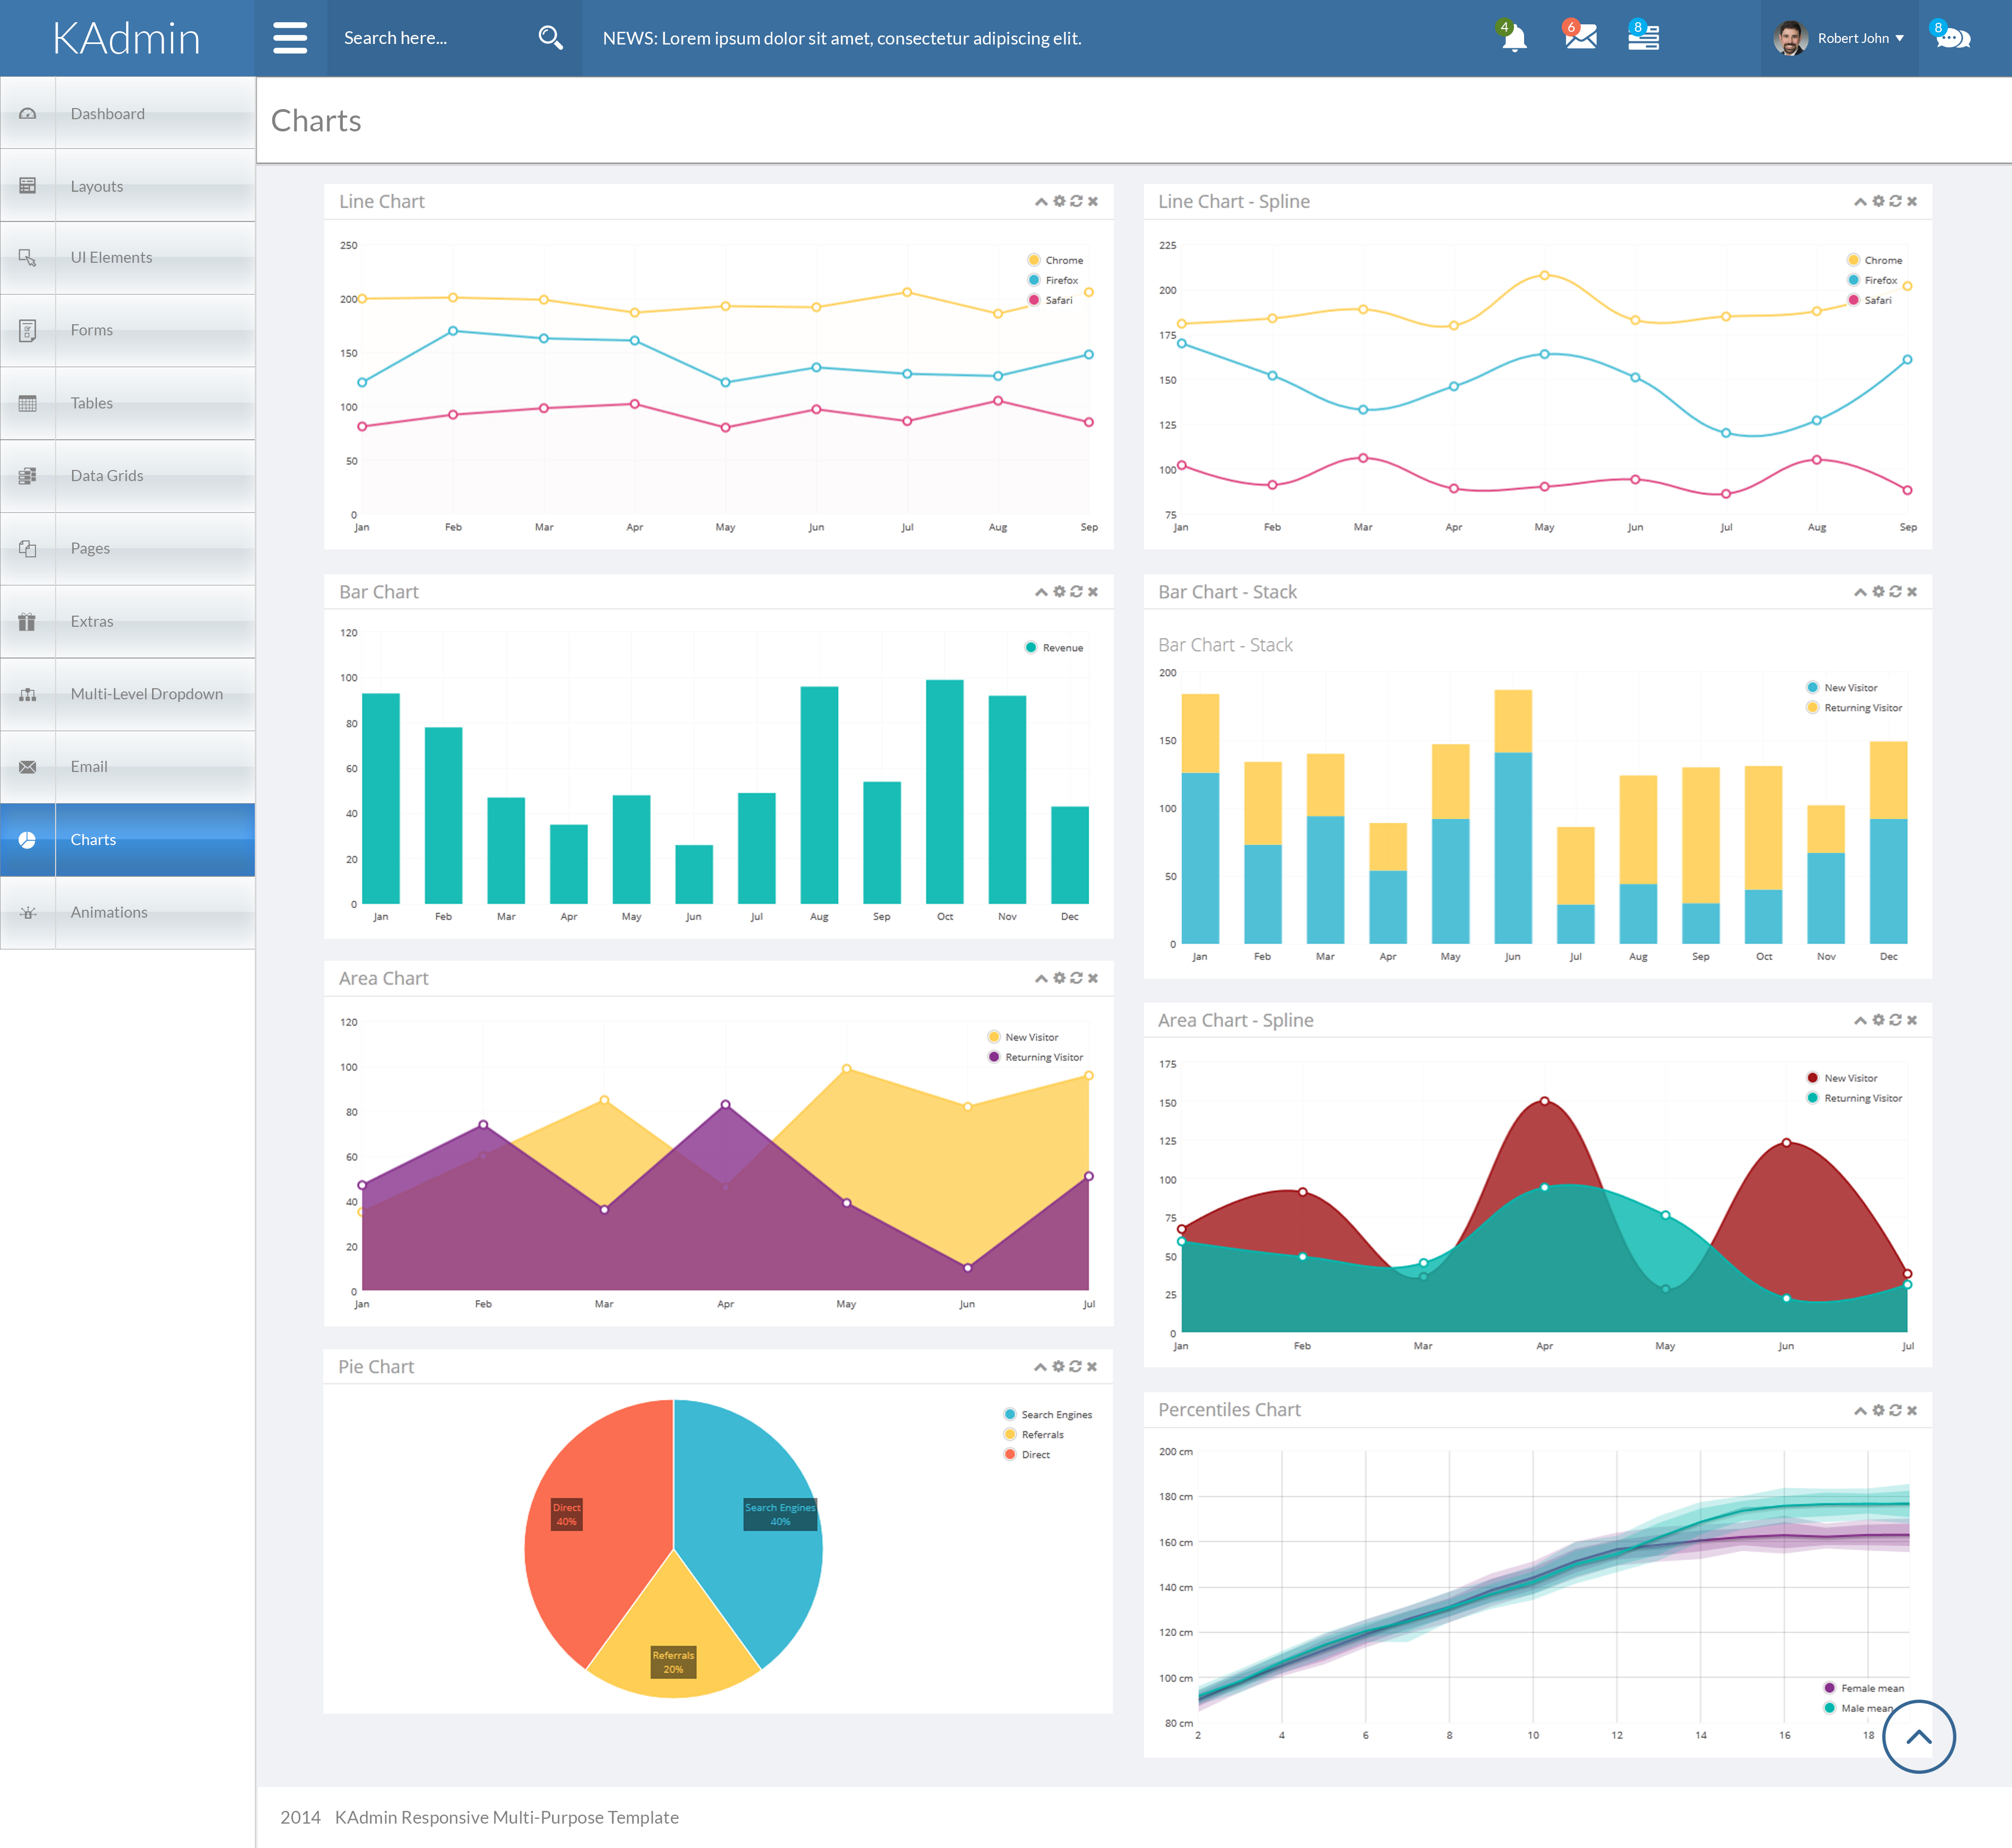 KAdmin
Search here...
NEWS: Lorem ipsum dolor sit amet, consectetur adipiscing elit.
4
6
8
Robert John
8
Dashboard
Layouts
UI Elements
Forms
Tables
Data Grids
Pages
Extras
Multi-Level Dropdown
Email
Charts
Animations
Charts
Line Chart
250
200
150
100
50
0
Chrome
Firefox
Safari
Jan Feb Mar Apr May Jun Jul Aug Sep
Line Chart - Spline
225
200
175
150
125
100
75
Chrome
Firefox
Safari
Jan Feb Mar Apr May Jun Jul Aug Sep
Bar Chart
120
100
80
60
40
20
0
Revenue
Jan Feb Mar Apr May Jun Jul Aug Sep Oct Nov Dec
Bar Chart - Stack
Bar Chart - Stack
200
150
100
50
0
New Visitor
Returning Visitor
Jan Feb Mar Apr May Jun Jul Aug Sep Oct Nov Dec
Area Chart
120
100
80
60
40
20
0
New Visitor
Returning Visitor
Jan Feb Mar Apr May Jun Jul
Area Chart - Spline
175
150
125
100
75
50
25
0
New Visitor
Returning Visitor
Jan Feb Mar Apr May Jun Jul
Pie Chart
Search Engines
Referrals
Direct
Direct
40%
Search Engines
40%
Referrals
20%
Percentiles Chart
200 cm
180 cm
160 cm
140 cm
120 cm
100 cm
80 cm
Female mean
Male mean
2 4 6 8 10 12 14 16 18
2014 KAdmin Responsive Multi-Purpose Template